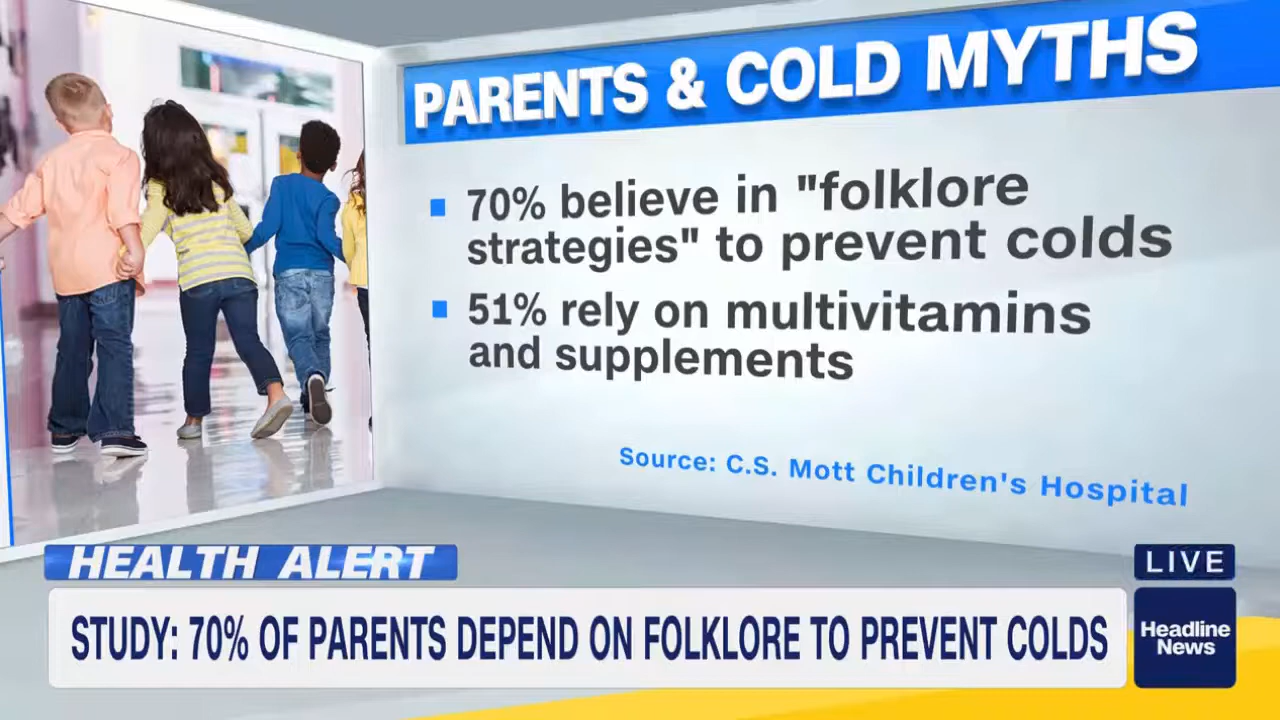 PARENTS & COLD MYTHS
70% believe in "folklore
strategies" to prevent colds
51% rely on multivitamins
and supplements
Source: C.S. Mott Children's Hospital
HEALTH ALERT
LIVE
STUDY: 70% OF PARENTS DEPEND ON FOLKLORE TO PREVENT COLDS
Headline
News